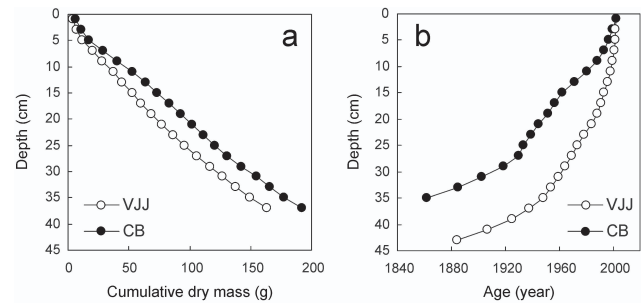 a
0
5
10
15
20
25
30
35
40
45
Depth (cm)
VJJ
CB
0 50 100 150 200
Cumulative dry mass (g)
b
0
5
10
15
20
25
30
35
40
45
Depth (cm)
VJJ
CB
1840 1880 1920 1960 2000
Age (year)